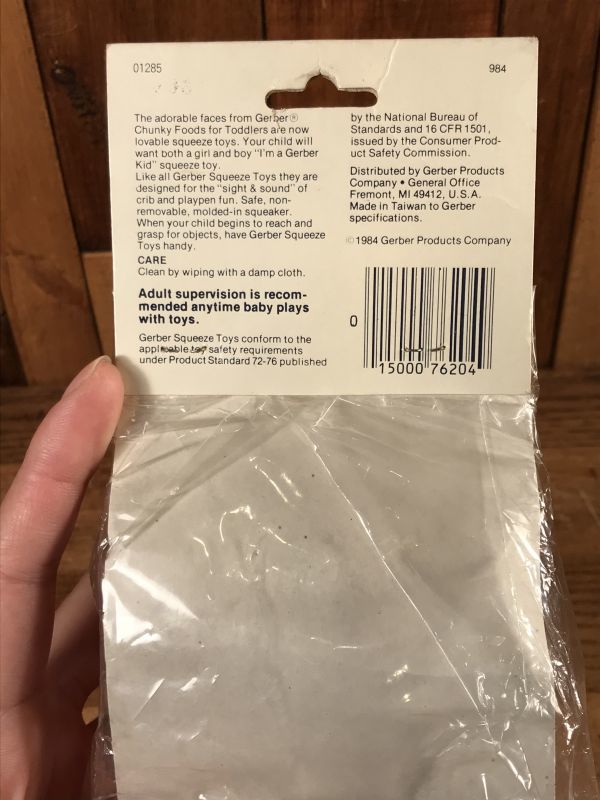 01285
984
The adorable faces from Gerber®
Chunky Foods for Toddlers are now
lovable squeeze toys. Your child will
want both a girl and boy "I'm a Gerber
Kid" squeeze toy.
Like all Gerber Squeeze Toys they are
designed for the "sight & sound" of
crib and playpen fun. Safe, non-
removable, molded-in squeaker.
When your child begins to reach and
grasp for objects, have Gerber Squeeze
Toys handy.
CARE
Clean by wiping with a damp cloth.
Adult supervision is recom-
mended anytime baby plays
with toys.
Gerber Squeeze Toys conform to the
applicable toy safety requirements
under Product Standard 72-76 published
by the National Bureau of
Standards and 16 CFR 1501,
issued by the Consumer Prod-
uct Safety Commission.
Distributed by Gerber Products
Company • General Office
Fremont, MI 49412, U.S.A.
Made in Taiwan to Gerber
specifications.
©1984 Gerber Products Company
0 15000 76204